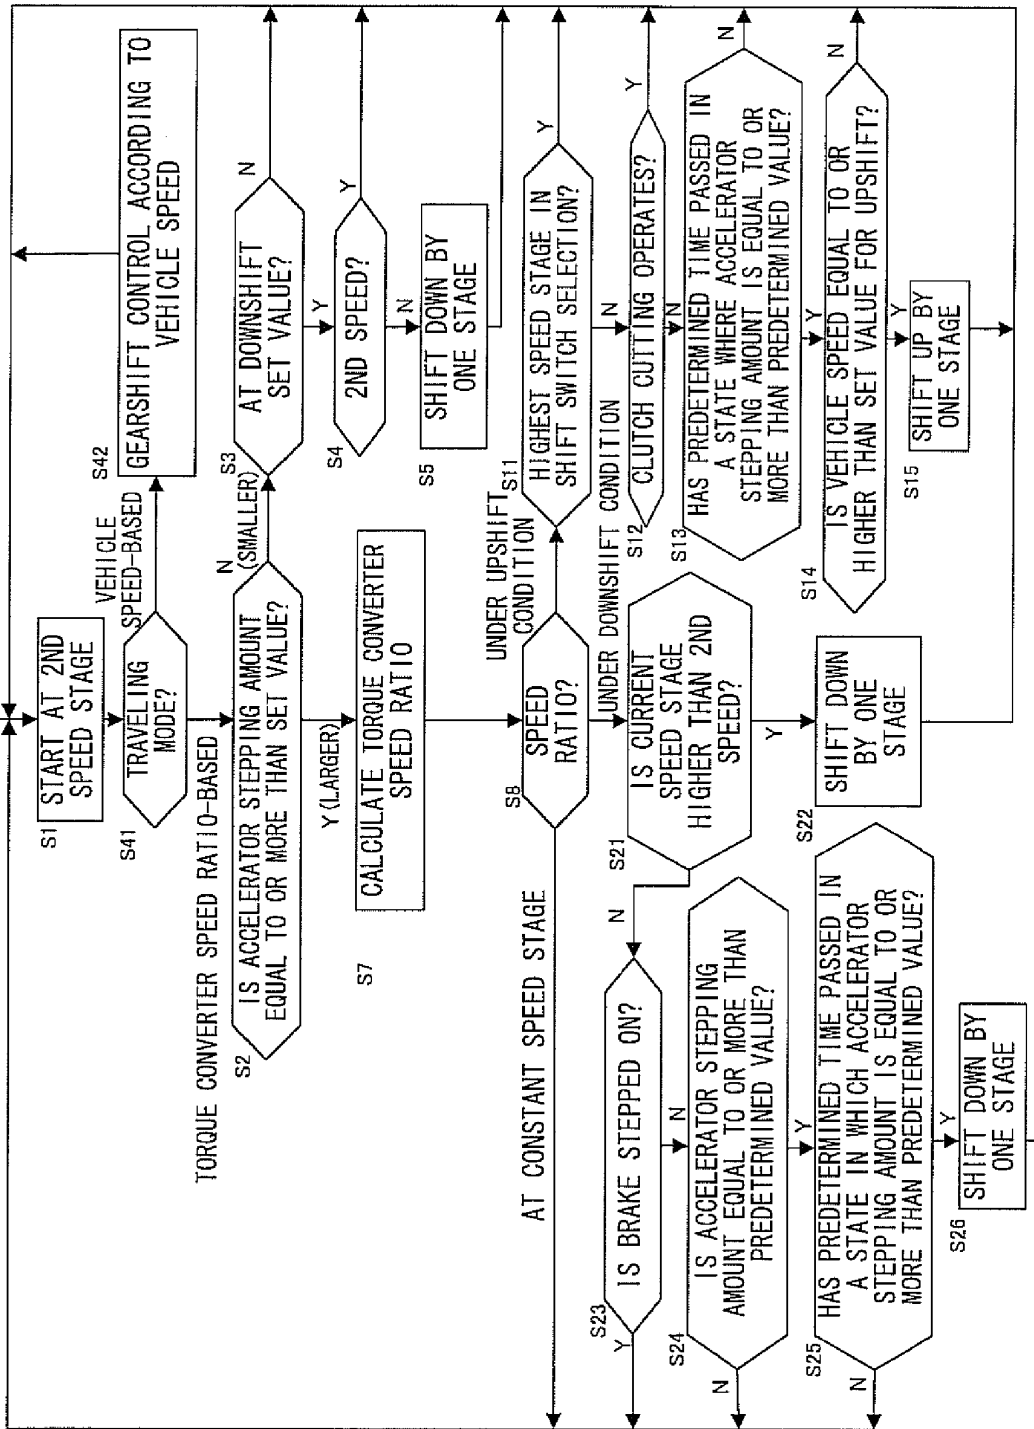 S1
START AT 2ND
SPEED STAGE
S41
TRAVELING
MODE?
VEHICLE
SPEED-BASED
S42
GEARSHIFT CONTROL ACCORDING TO
VEHICLE SPEED
TORQUE CONVERTER SPEED RATIO-BASED
S2
IS ACCELERATOR STEPPING AMOUNT
EQUAL TO OR MORE THAN SET VALUE?
N
(SMALLER)
S3
AT DOWNSHIFT
SET VALUE?
N
Y
S4
2ND SPEED?
Y
N
S5
SHIFT DOWN BY
ONE STAGE
Y(LARGER)
S7
CALCULATE TORQUE CONVERTER
SPEED RATIO
S8
SPEED
RATIO?
AT CONSTANT SPEED STAGE
UNDER UPSHIFT
CONDITION
UNDER DOWNSHIFT CONDITION
S11
HIGHEST SPEED STAGE IN
SHIFT SWITCH SELECTION?
Y
N
S12
CLUTCH CUTTING OPERATES?
Y
N
S13
HAS PREDETERMINED TIME PASSED IN
A STATE WHERE ACCELERATOR
STEPPING AMOUNT IS EQUAL TO OR
MORE THAN PREDETERMINED VALUE?
N
Y
S14
IS VEHICLE SPEED EQUAL TO OR
HIGHER THAN SET VALUE FOR UPSHIFT?
N
Y
S15
SHIFT UP BY
ONE STAGE
S21
IS CURRENT
SPEED STAGE
HIGHER THAN 2ND
SPEED?
N
Y
S22
SHIFT DOWN
BY ONE
STAGE
S23
IS BRAKE STEPPED ON?
Y
N
S24
IS ACCELERATOR STEPPING
AMOUNT EQUAL TO OR MORE THAN
PREDETERMINED VALUE?
N
Y
S25
HAS PREDETERMINED TIME PASSED IN
A STATE IN WHICH ACCELERATOR
STEPPING AMOUNT IS EQUAL TO OR
MORE THAN PREDETERMINED VALUE?
N
Y
S26
SHIFT DOWN BY
ONE STAGE